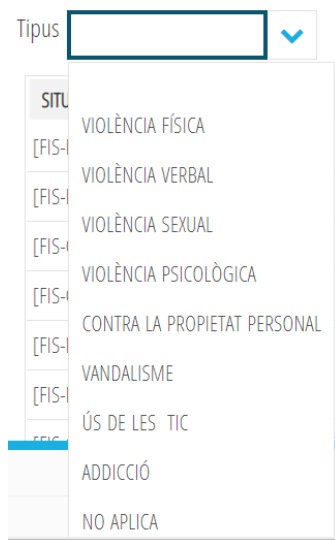 Tipus
SITU
[FIS-
VIOLÈNCIA FÍSICA
[FIS-
VIOLÈNCIA VERBAL
[FIS-
VIOLÈNCIA SEXUAL
[FIS-
VIOLÈNCIA PSICOLÒGICA
[FIS-
CONTRA LA PROPIETAT PERSONAL
[FIS-
VANDALISME
ÚS DE LES  TIC
ADDICCIÓ
NO APLICA